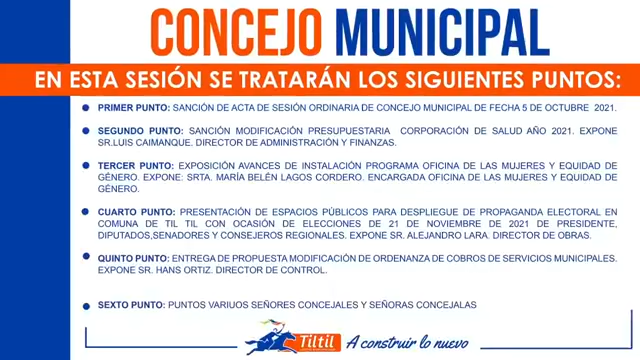 CONCEJO MUNICIPAL
EN ESTA SESIÓN SE TRATARÁN LOS SIGUIENTES PUNTOS:
PRIMER PUNTO: SANCIÓN DE ACTA DE SESIÓN ORDINARIA DE CONCEJO MUNICIPAL DE FECHA 5 DE OCTUBRE 2021.
SEGUNDO PUNTO: SANCIÓN MODIFICACIÓN PRESUPUESTARIA CORPORACIÓN DE SALUD AÑO 2021. EXPONE
SR.LUIS CAIMANQUE. DIRECTOR DE ADMINISTRACIÓN Y FINANZAS.
TERCER PUNTO: EXPOSICIÓN AVANCES DE INSTALACIÓN PROGRAMA OFICINA DE LAS MUJERES Y EQUIDAD DE
GÉNERO. EXPONE: SRTA. MARÍA BELÉN LAGOS CORDERO. ENCARGADA OFICINA DE LAS MUJERES Y EQUIDAD DE
GÉNERO.
CUARTO PUNTO: PRESENTACIÓN DE ESPACIOS PÚBLICOS PARA DESPLIEGUE DE PROPAGANDA ELECTORAL EN
COMUNA DE TIL TIL CON OCASIÓN DE ELECCIONES DE 21 DE NOVIEMBRE DE 2021 DE PRESIDENTE,
DIPUTADOS,SENADORES Y CONSEJEROS REGIONALES. EXPONE SR. ALEJANDRO LARA. DIRECTOR DE OBRAS.
QUINTO PUNTO: ENTREGA DE PROPUESTA MODIFICACIÓN DE ORDENANZA DE COBROS DE SERVICIOS MUNICIPALES.
EXPONE SR. HANS ORTIZ. DIRECTOR DE CONTROL.
SEXTO PUNTO: PUNTOS VARIUOS SEÑORES CONCEJALES Y SEÑORAS CONCEJALAS
Tiltil A construir lo nuevo